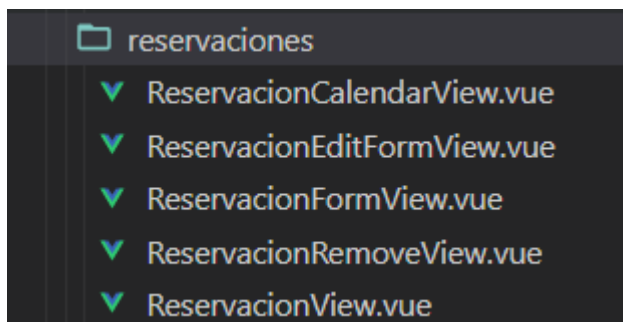 reservaciones
ReservacionCalendarView.vue
ReservacionEditFormView.vue
ReservacionFormView.vue
ReservacionRemoveView.vue
ReservacionView.vue